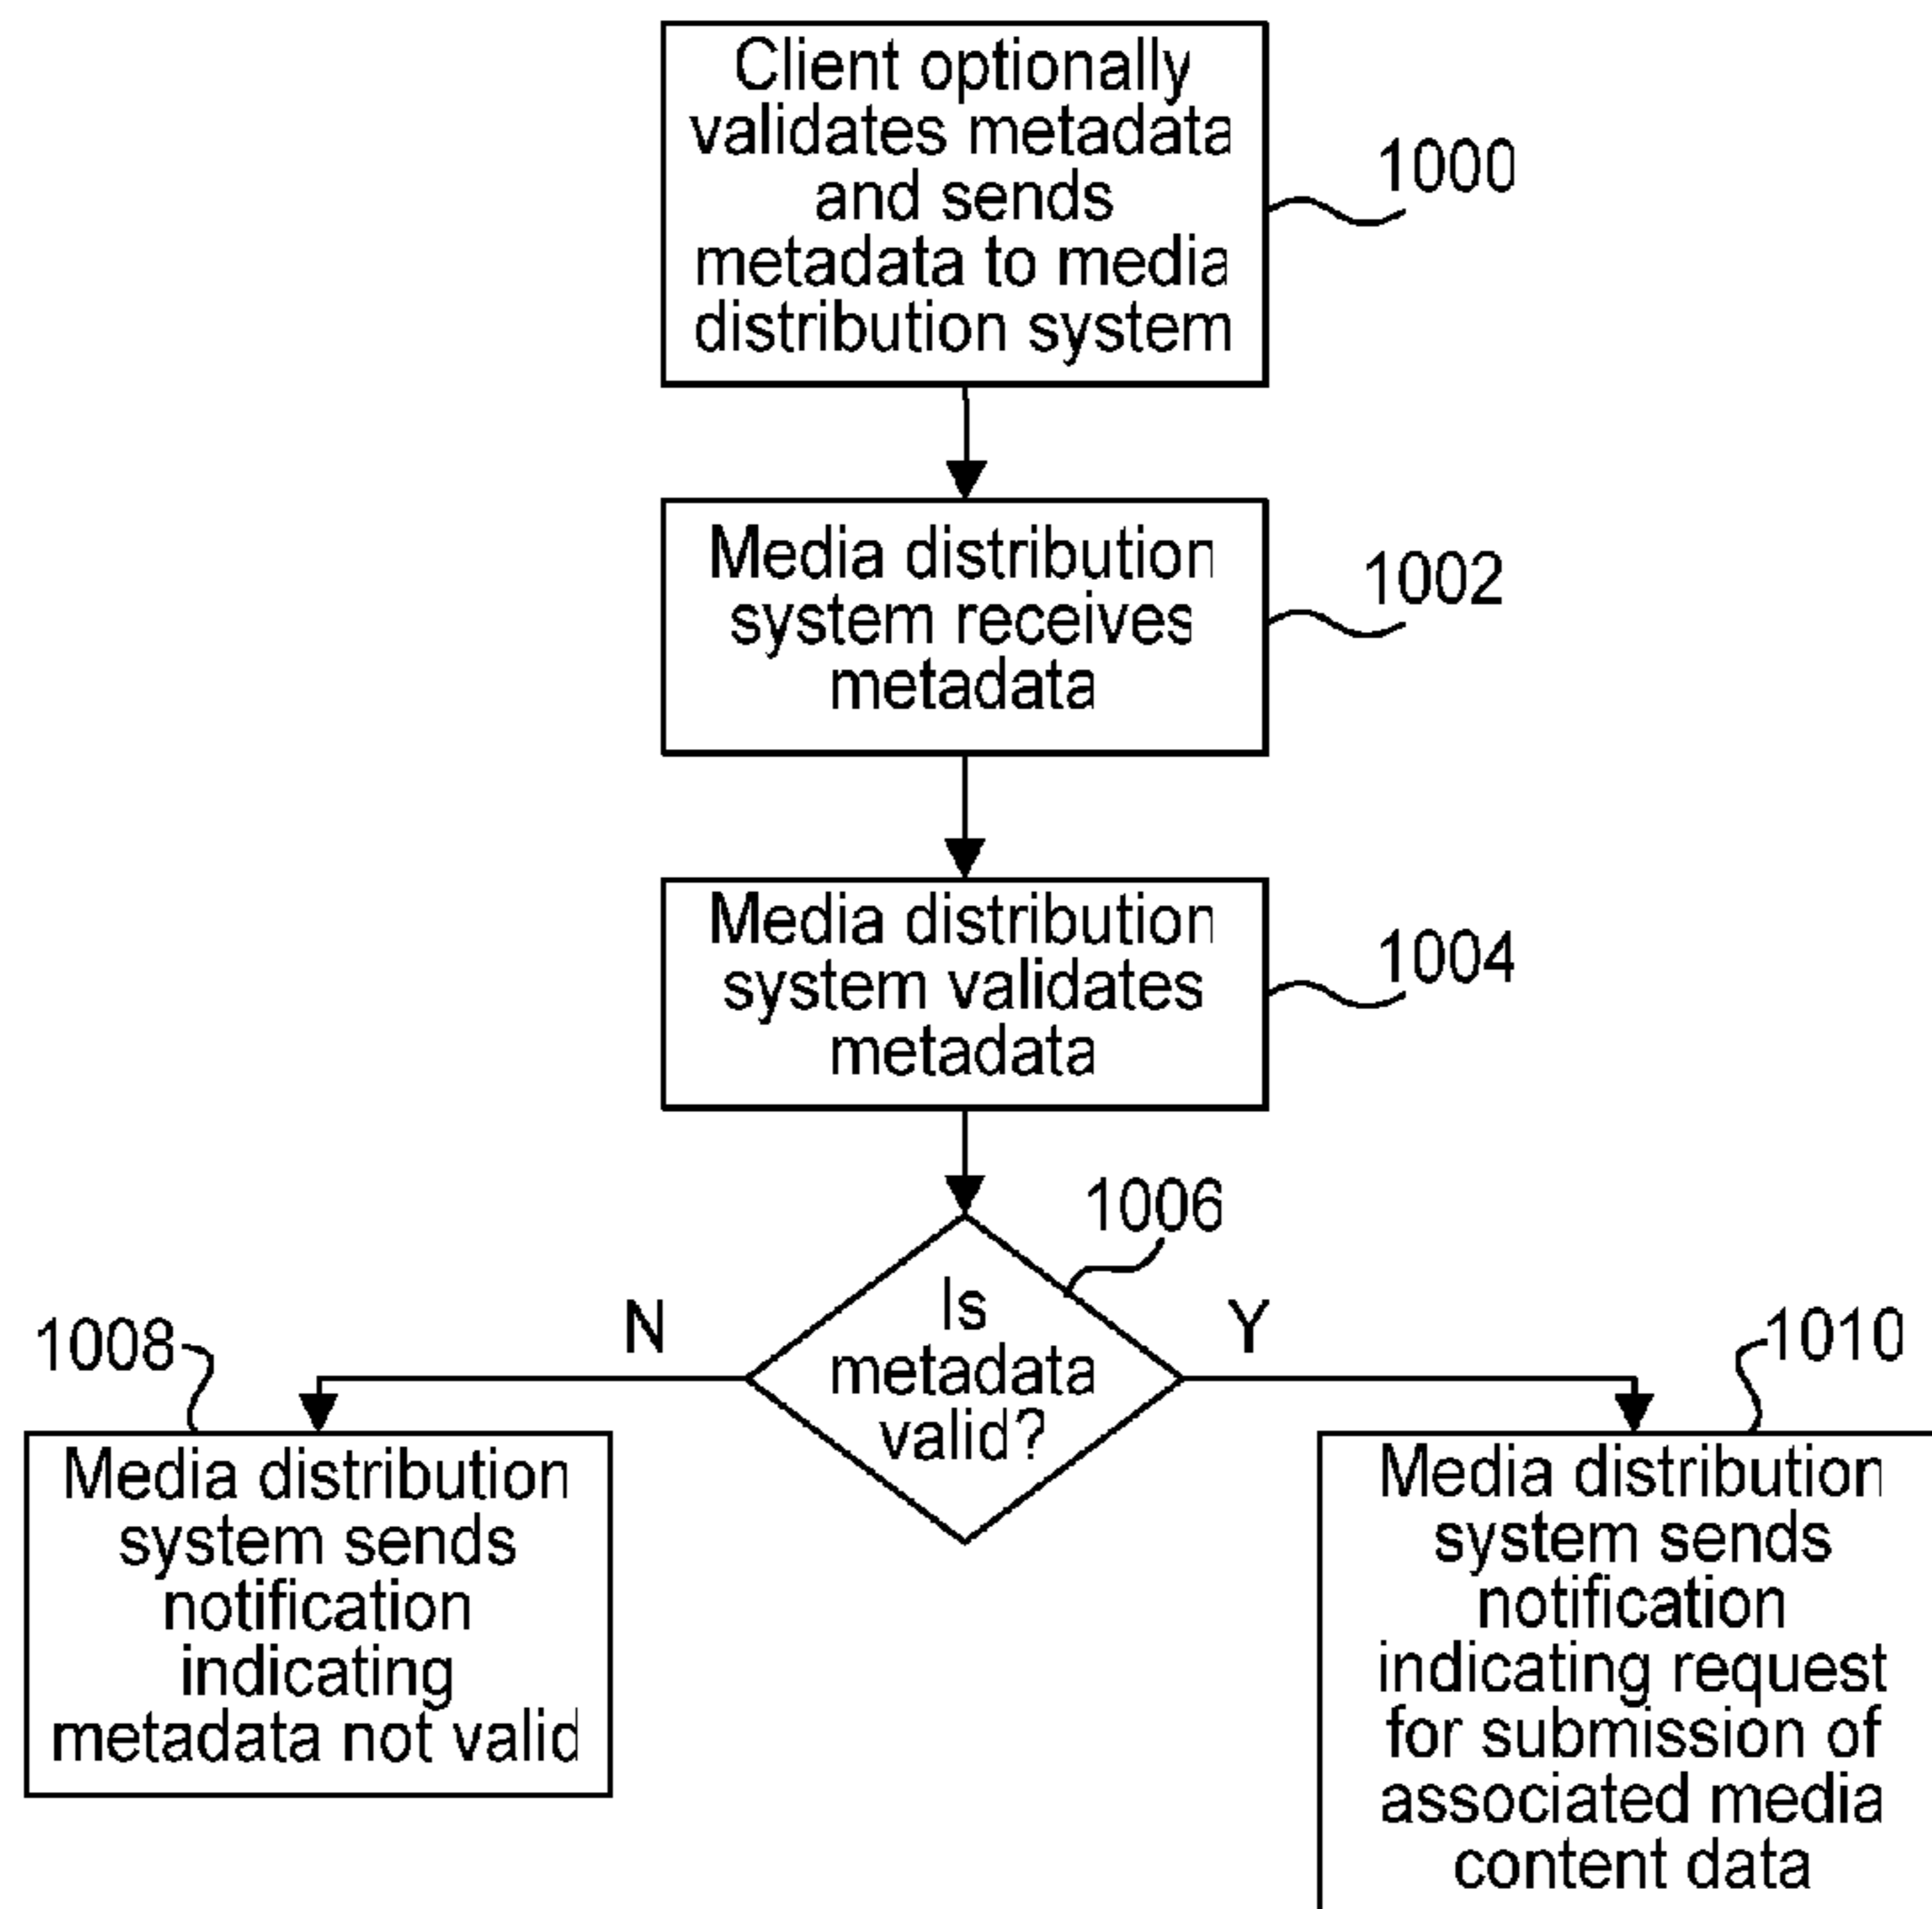 Client optionally
validates metadata
and sends
metadata to media
distribution system
1000
Media distribution
system receives
metadata
1002
Media distribution
system validates
metadata
1004
1006
Is
metadata
valid?
N
Y
1008
Media distribution
system sends
notification
indicating
metadata not valid
1010
Media distribution
system sends
notification
indicating request
for submission of
associated media
content data